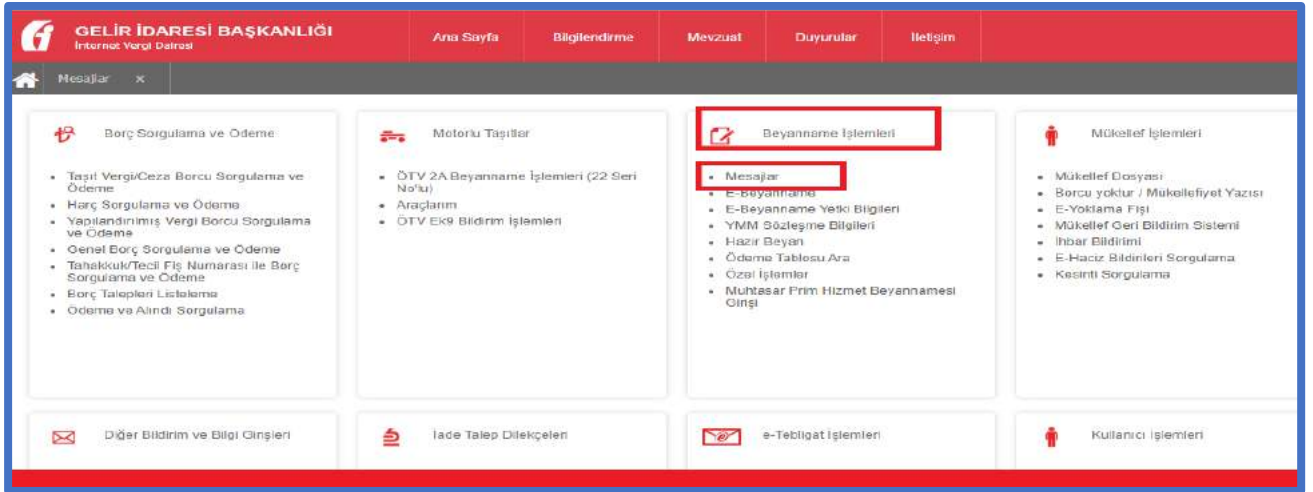 GELİR İDARESİ BAŞKANLIĞI
İnternet Vergi Dairesi
Ana Sayfa
Bilgilendirme
Mevzuat
Duyurular
İletişim
Mesajlar ×
Borç Sorgulama ve Ödeme
• Taşıt Vergi/Ceza Borcu Sorgulama ve
Ödeme
• Harç Sorgulama ve Ödeme
• Yapılandırılmış Vergi Borcu Sorgulama
ve Ödeme
• Genel Borç Sorgulama ve Ödeme
• Tahakkuk/Tecil Fiş Numarası ile Borç
Sorgulama ve Ödeme
• Borç Talepleri Listeleme
• Ödeme ve Alındı Sorgulama
Motorlu Taşıtlar
• ÖTV 2A Beyanname İşlemleri (22 Seri
No'lu)
• Araçlarım
• ÖTV Ek9 Bildirim İşlemleri
Beyanname İşlemleri
• Mesajlar
• E-Beyanname
• E-Beyanname Yetki Bilgileri
• YMM Sözleşme Bilgileri
• Hazır Beyan
• Ödeme Tablosu Ara
• Özel İşlemler
• Muhtasar Prim Hizmet Beyannamesi
Girişi
Mükellef İşlemleri
• Mükellef Dosyası
• Borcu yoktur / Mükellefiyet Yazısı
• E-Yoklama Fişi
• Mükellef Geri Bildirim Sistemi
• İhbar Bildirimi
• E-Haciz Bildirileri Sorgulama
• Kesinti Sorgulama
Diğer Bildirim ve Bilgi Girişleri
İade Talep Dilekçeleri
e-Tebligat İşlemleri
Kullanıcı İşlemleri